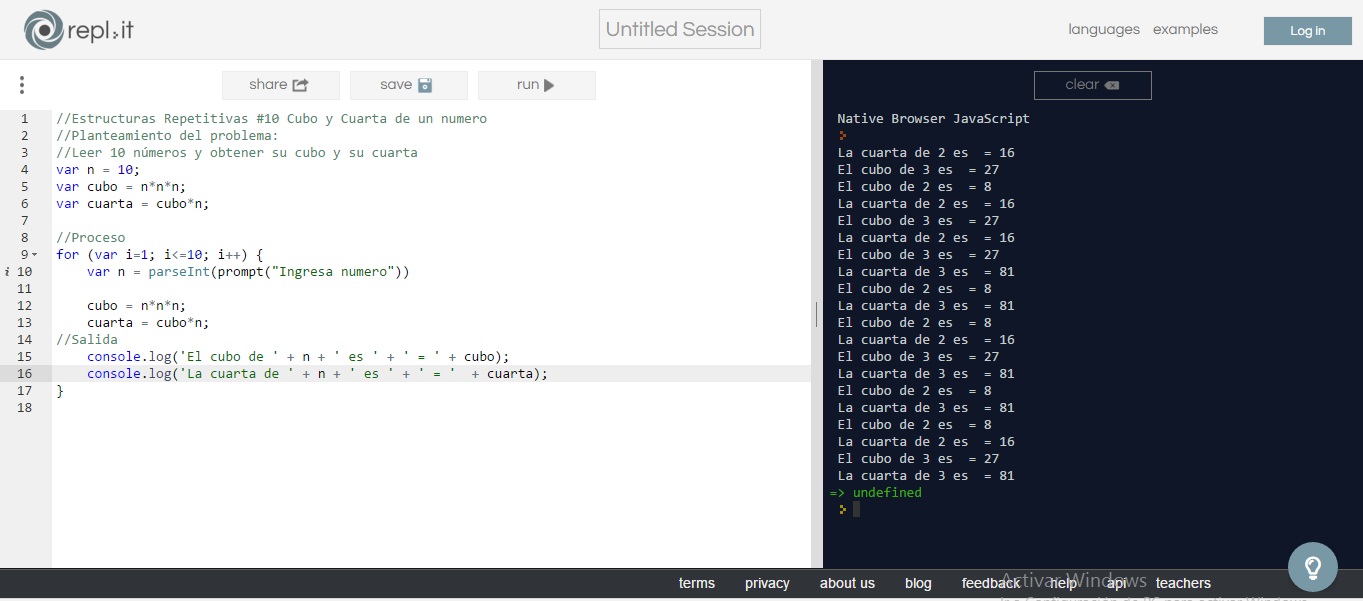 repl.it
Untitled Session
languages examples Log in
share save run clear
1 //Estructuras Repetitivas #10 Cubo y Cuarta de un numero
2 //Planteamiento del problema:
3 //Leer 10 números y obtener su cubo y su cuarta
4 var n = 10;
5 var cubo = n*n*n;
6 var cuarta = cubo*n;
7
8 //Proceso
9 for (var i=1; i<=10; i++) {
i 10 var n = parseInt(prompt("Ingresa numero"))
11
12 cubo = n*n*n;
13 cuarta = cubo*n;
14 //Salida
15 console.log('El cubo de ' + n + ' es ' + ' = ' + cubo);
16 console.log('La cuarta de ' + n + ' es ' + ' = '  + cuarta);
17 }
18
Native Browser JavaScript
La cuarta de 2 es  = 16
El cubo de 3 es  = 27
El cubo de 2 es  = 8
La cuarta de 2 es  = 16
El cubo de 3 es  = 27
La cuarta de 2 es  = 16
El cubo de 3 es  = 27
La cuarta de 3 es  = 81
El cubo de 2 es  = 8
La cuarta de 3 es  = 81
El cubo de 2 es  = 8
La cuarta de 2 es  = 16
El cubo de 3 es  = 27
La cuarta de 3 es  = 81
El cubo de 2 es  = 8
La cuarta de 3 es  = 81
El cubo de 2 es  = 8
La cuarta de 2 es  = 16
El cubo de 3 es  = 27
La cuarta de 3 es  = 81
=> undefined
terms privacy about us blog feedback help api teachers
Activar Windows